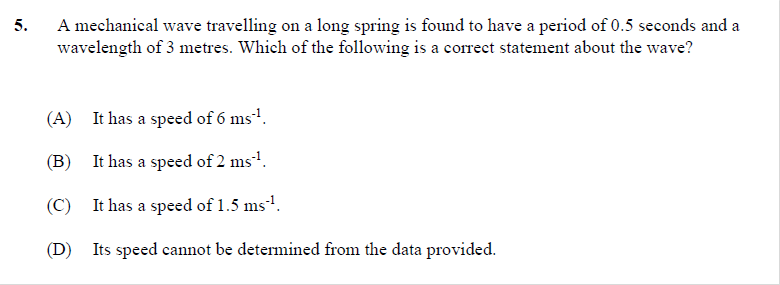 5. A mechanical wave travelling on a long spring is found to have a period of 0.5 seconds and a
wavelength of 3 metres. Which of the following is a correct statement about the wave?
(A) It has a speed of 6 ms⁻¹.
(B) It has a speed of 2 ms⁻¹.
(C) It has a speed of 1.5 ms⁻¹.
(D) Its speed cannot be determined from the data provided.